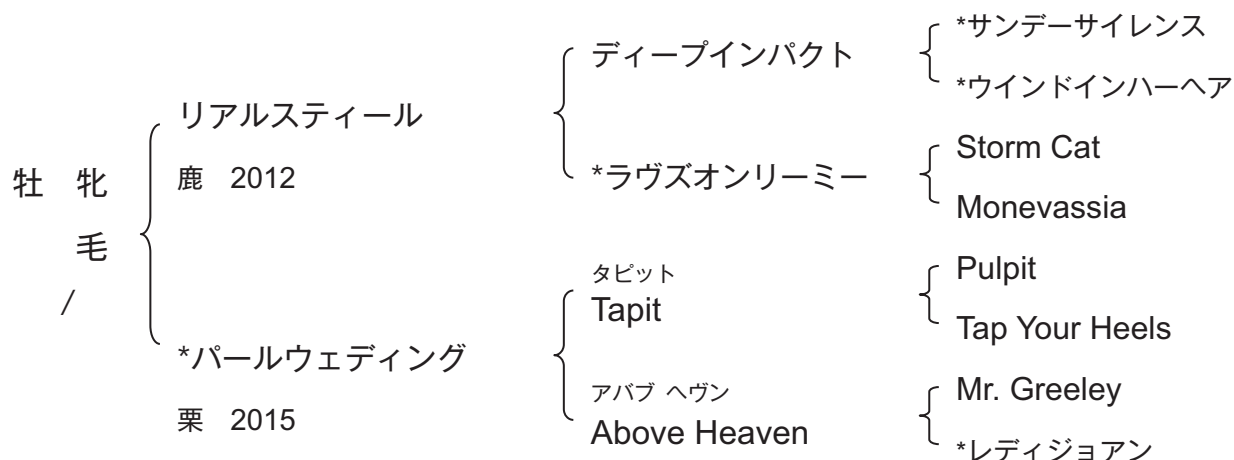 牡 牝
毛
/
リアルスティール
鹿 2012
*パールウェディング
栗 2015
ディープインパクト
*ラヴズオンリーミー
タピット
Tapit
アバブ ヘヴン
Above Heaven
*サンデーサイレンス
*ウインドインハーヘア
Storm Cat
Monevassia
Pulpit
Tap Your Heels
Mr. Greeley
*レディジョアン